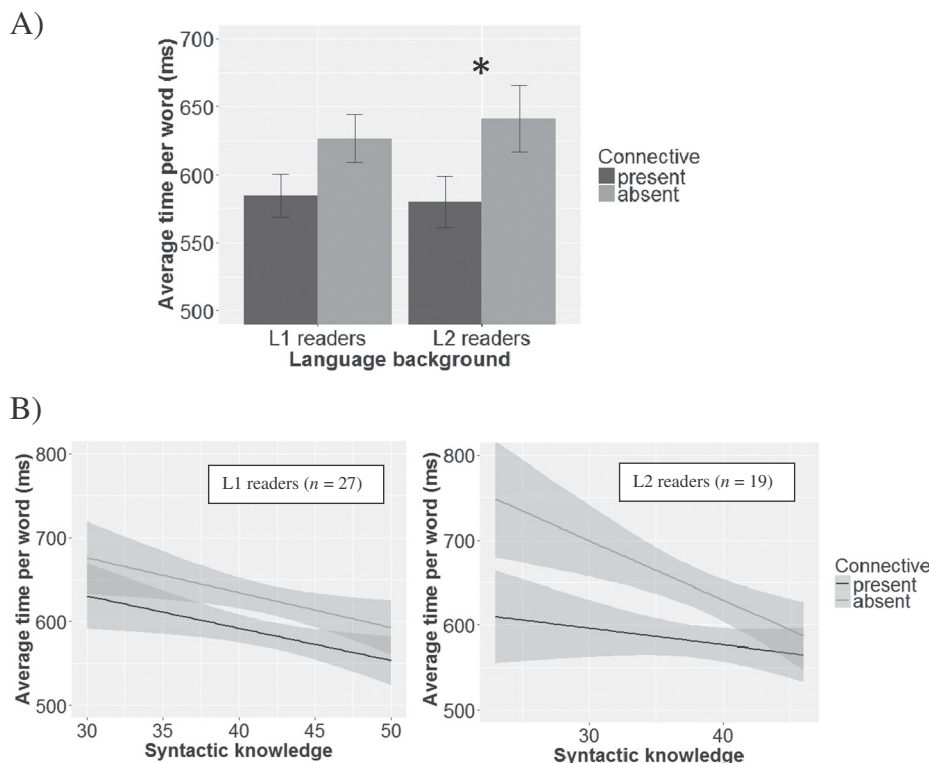 A)
Average time per word (ms)
700
650
600
550
500
*
L1 readers
L2 readers
Language background
Connective
present
absent
B)
Average time per word (ms)
800
700
600
500
L1 readers (n = 27)
30
35
40
45
50
Syntactic knowledge
Average time per word (ms)
800
700
600
500
L2 readers (n = 19)
30
40
Syntactic knowledge
Connective
present
absent